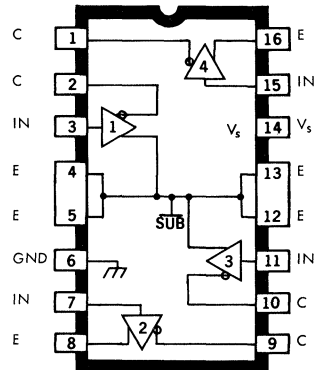 C 1 16 E
4
C 2 15 IN
IN 3 1 Vs 14 Vs
E 4 13 E
E 5 SUB 12 E
GND 6 3 11 IN
IN 7 10 C
2
E 8 9 C